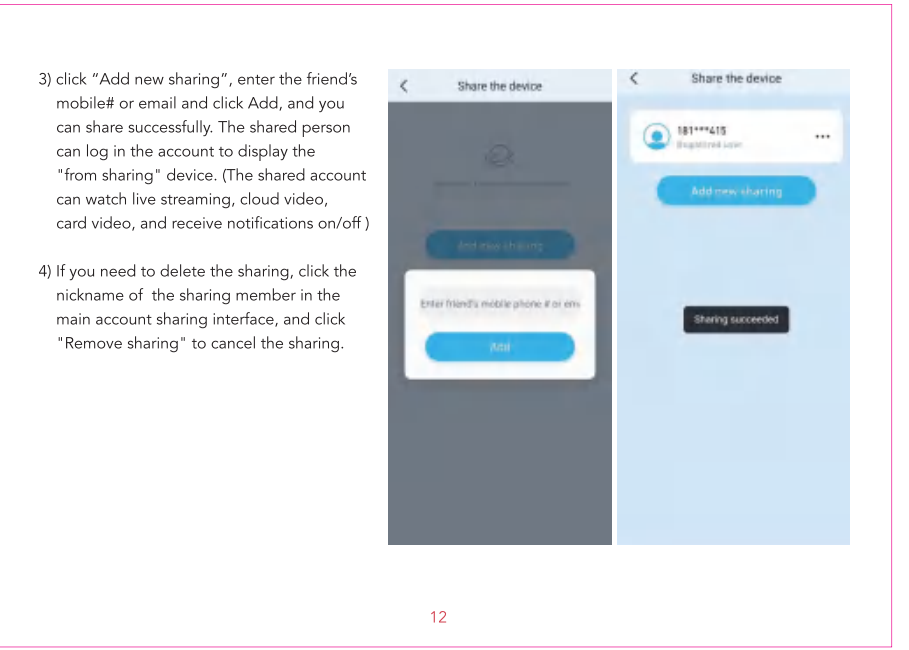 3) click “Add new sharing”, enter the friend’s
mobile# or email and click Add, and you
can share successfully. The shared person
can log in the account to display the
"from sharing" device. (The shared account
can watch live streaming, cloud video,
card video, and receive notifications on/off )
4) If you need to delete the sharing, click the
nickname of the sharing member in the
main account sharing interface, and click
"Remove sharing" to cancel the sharing.
Share the device
Add new sharing
Enter friend's mobile phone # or ema
Add
Share the device
181***415
Add new sharing
Sharing succeeded
12